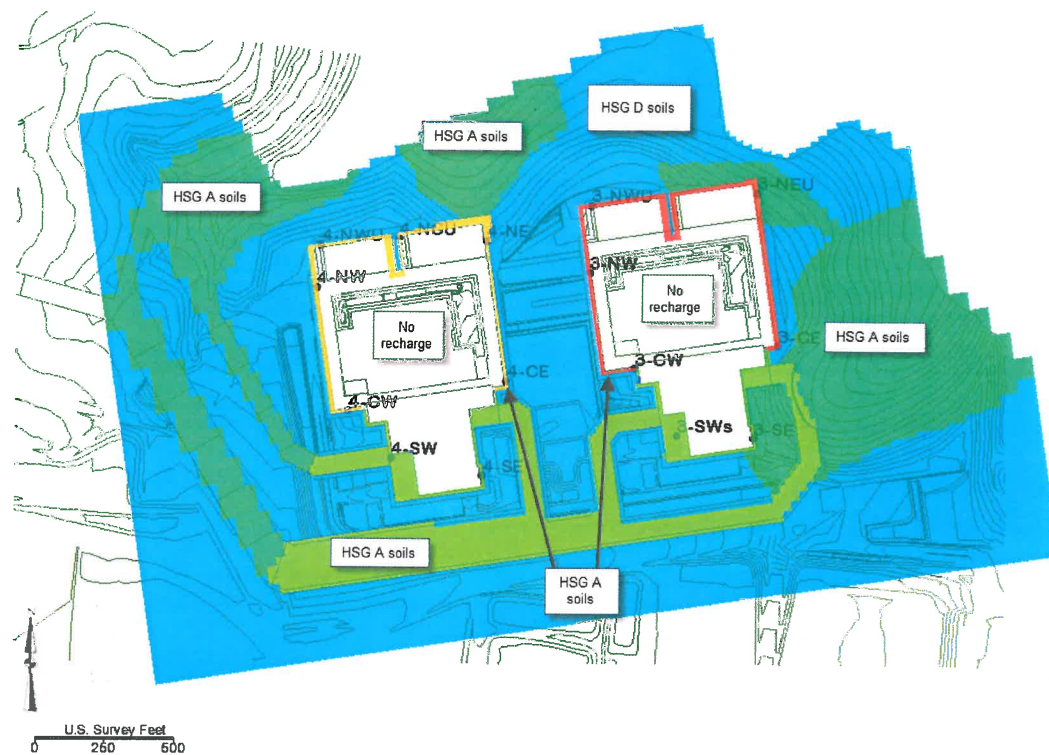 HSG D soils
HSG A soils
HSG A soils
3-NEU
3-NWU
4-NWU
4-NCU
4-NE
3-NW
4-NW
No
recharge
No
recharge
3-CE
HSG A soils
3-CW
4-CE
4-CW
3-SWs
3-SE
4-SW
4-SE
HSG A soils
HSG A
soils
U.S. Survey Feet
0 250 500